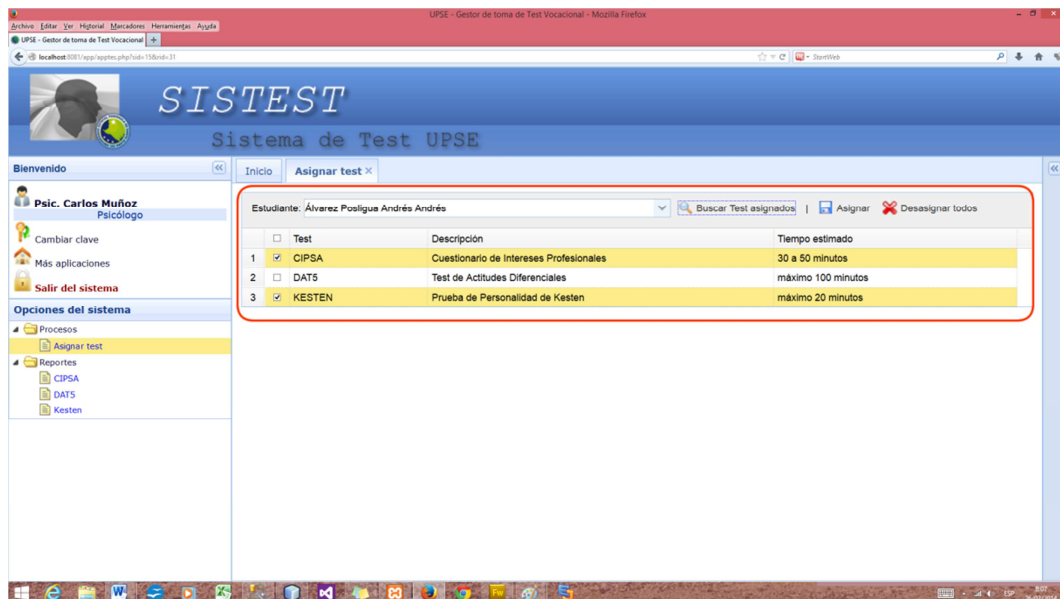 UPSE - Gestor de toma de Test Vocacional - Mozilla Firefox
Archivo Editar Ver Historial Marcadores Herramientas Ayuda
UPSE - Gestor de toma de Test Vocacional +
localhost:8081/app/apptes.php?sid=15&rid=31
StartWeb
SISTEST
Sistema de Test UPSE
Bienvenido
Psic. Carlos Muñoz
Psicólogo
Cambiar clave
Más aplicaciones
Salir del sistema
Opciones del sistema
Procesos
Asignar test
Reportes
CIPSA
DAT5
Kesten
Inicio Asignar test ×
Estudiante: Álvarez Posligua Andrés Andrés Buscar Test asignados | Asignar Desasignar todos
Test Descripción Tiempo estimado
1 CIPSA Cuestionario de Intereses Profesionales 30 a 50 minutos
2 DAT5 Test de Actitudes Diferenciales máximo 100 minutos
3 KESTEN Prueba de Personalidad de Kesten máximo 20 minutos
ESP 8:07